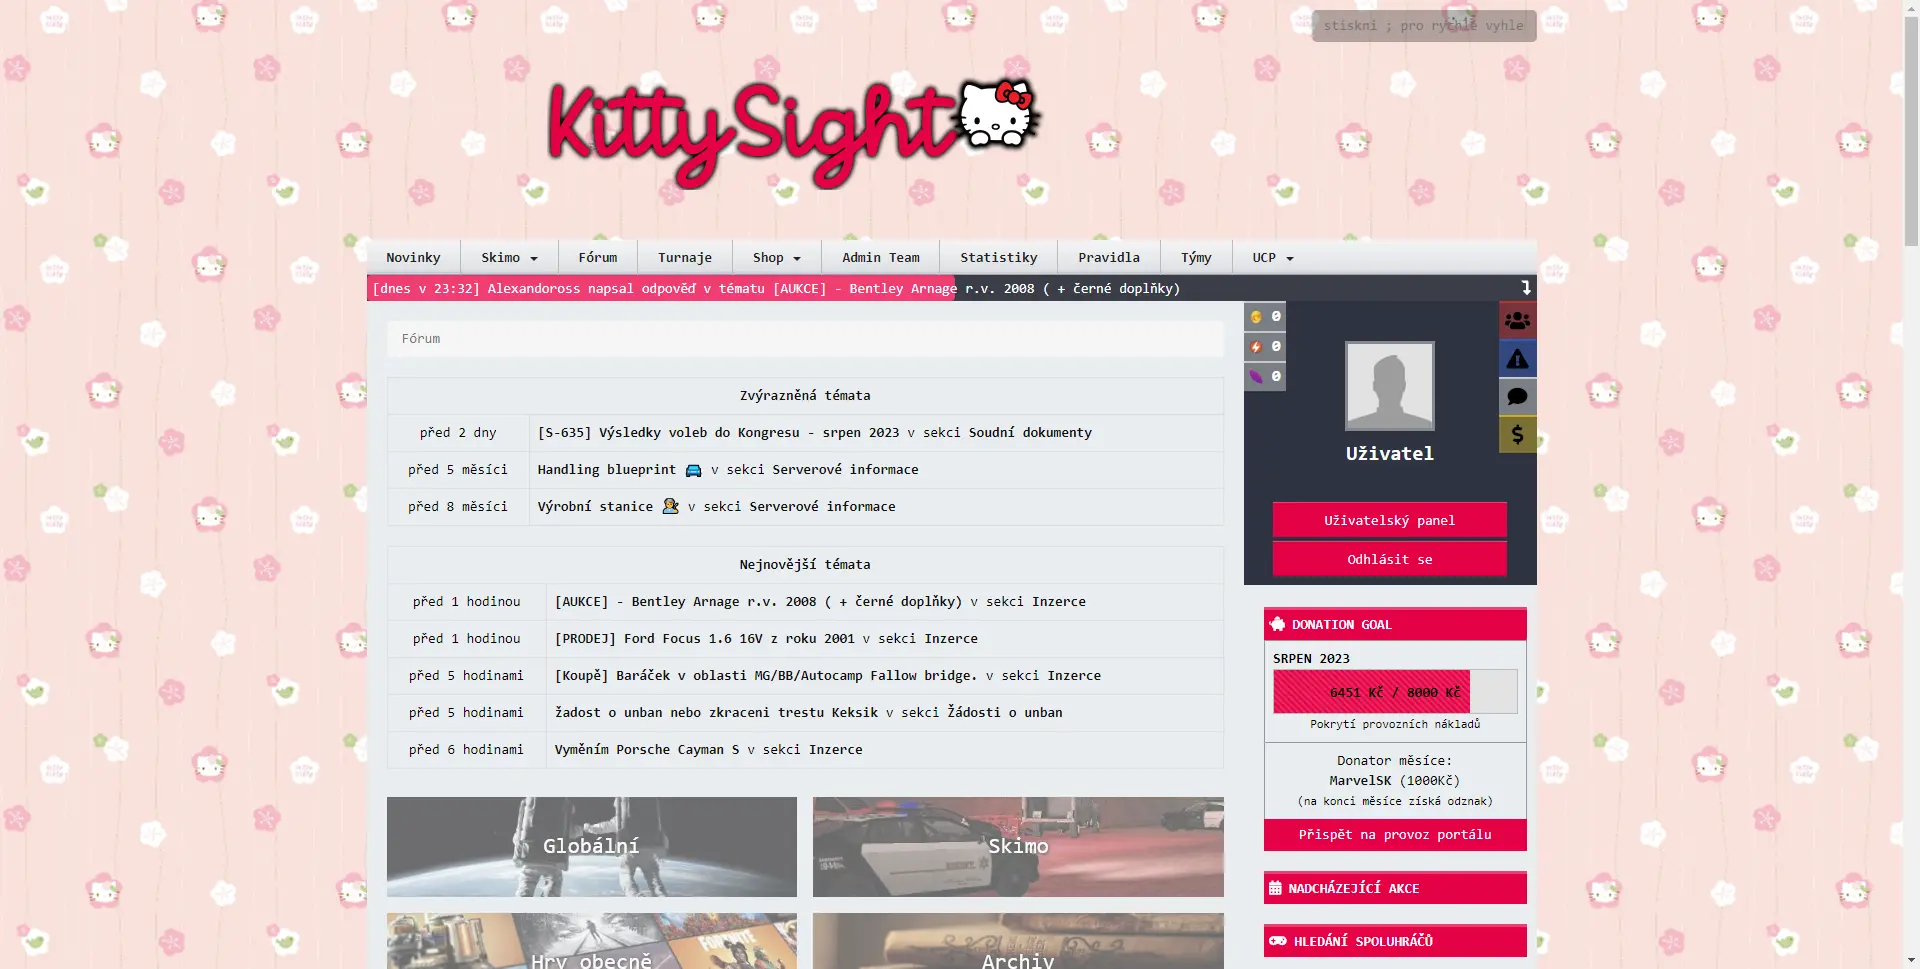 stiskni ; pro rychlé vyhle
KittySight
Novinky Skimo Fórum Turnaje Shop Admin Team Statistiky Pravidla Týmy UCP
[dnes v 23:32] Alexandoross napsal odpověď v tématu [AUKCE] - Bentley Arnage r.v. 2008 ( + černé doplňky)
Fórum
Zvýrazněná témata
před 2 dny [S-635] Výsledky voleb do Kongresu - srpen 2023 v sekci Soudní dokumenty
před 5 měsíci Handling blueprint 🚘 v sekci Serverové informace
před 8 měsíci Výrobní stanice v sekci Serverové informace
Nejnovější témata
před 1 hodinou [AUKCE] - Bentley Arnage r.v. 2008 ( + černé doplňky) v sekci Inzerce
před 1 hodinou [PRODEJ] Ford Focus 1.6 16V z roku 2001 v sekci Inzerce
před 5 hodinami [Koupě] Baráček v oblasti MG/BB/Autocamp Fallow bridge. v sekci Inzerce
před 5 hodinami žadost o unban nebo zkraceni trestu Keksik v sekci Žádosti o unban
před 6 hodinami Vyměním Porsche Cayman S v sekci Inzerce
Globální
Skimo
Hry obecně
Archiv
0
0
0
Uživatel
Uživatelský panel
Odhlásit se
DONATION GOAL
SRPEN 2023
6451 Kč / 8000 Kč
Pokrytí provozních nákladů
Donator měsíce:
MarvelSK (1000Kč)
(na konci měsíce získá odznak)
Přispět na provoz portálu
NADCHÁZEJÍCÍ AKCE
HLEDÁNÍ SPOLUHRÁČŮ